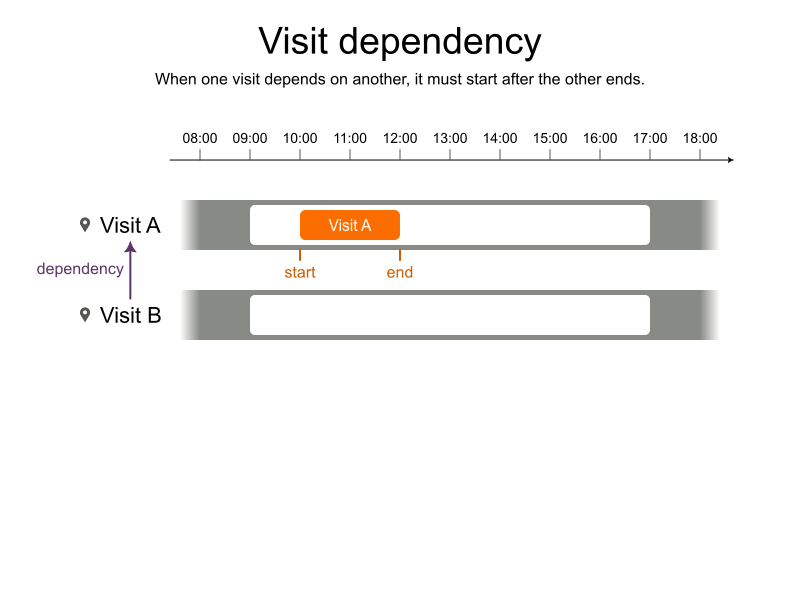 Visit dependency
When one visit depends on another, it must start after the other ends.
08:00 09:00 10:00 11:00 12:00 13:00 14:00 15:00 16:00 17:00 18:00
Visit A Visit A
dependency start end
Visit B